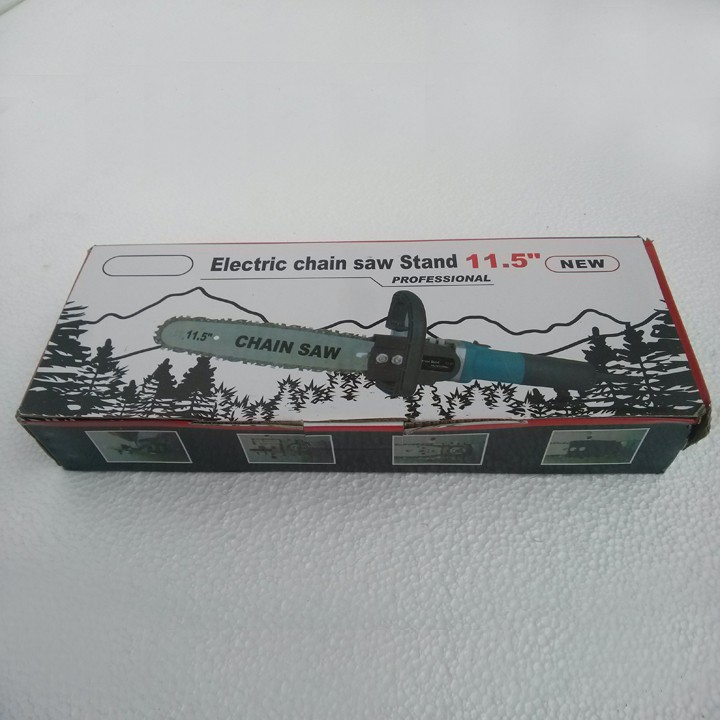 Electric chain saw Stand 11.5" NEW
PROFESSIONAL
11.5" CHAIN SAW